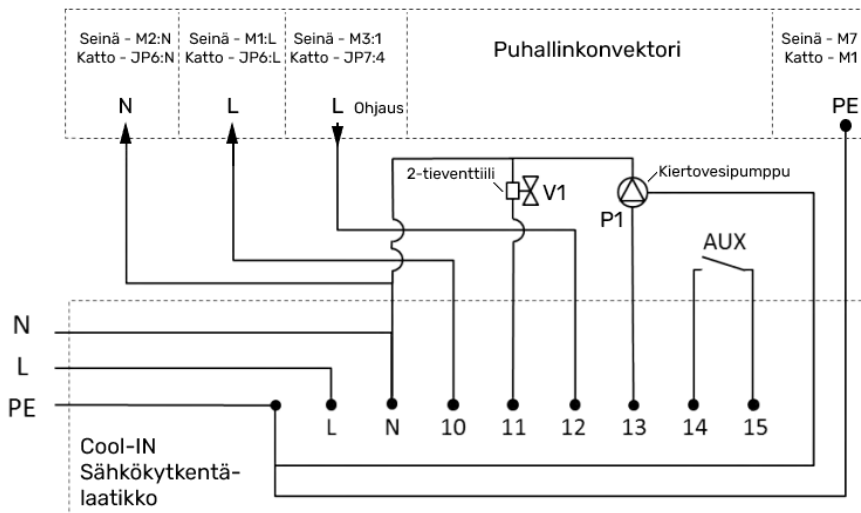 Seinä - M2:N
Katto - JP6:N
N
Seinä - M1:L
Katto - JP6:L
L
Seinä - M3:1
Katto - JP7:4
L Ohjaus
Puhallinkonvektori
Seinä - M7
Katto - M1
PE
2-tieventtiili
V1
Kiertovesipumppu
P1
AUX
N
L
PE
L N 10 11 12 13 14 15
Cool-IN
Sähkökytkentä-
laatikko